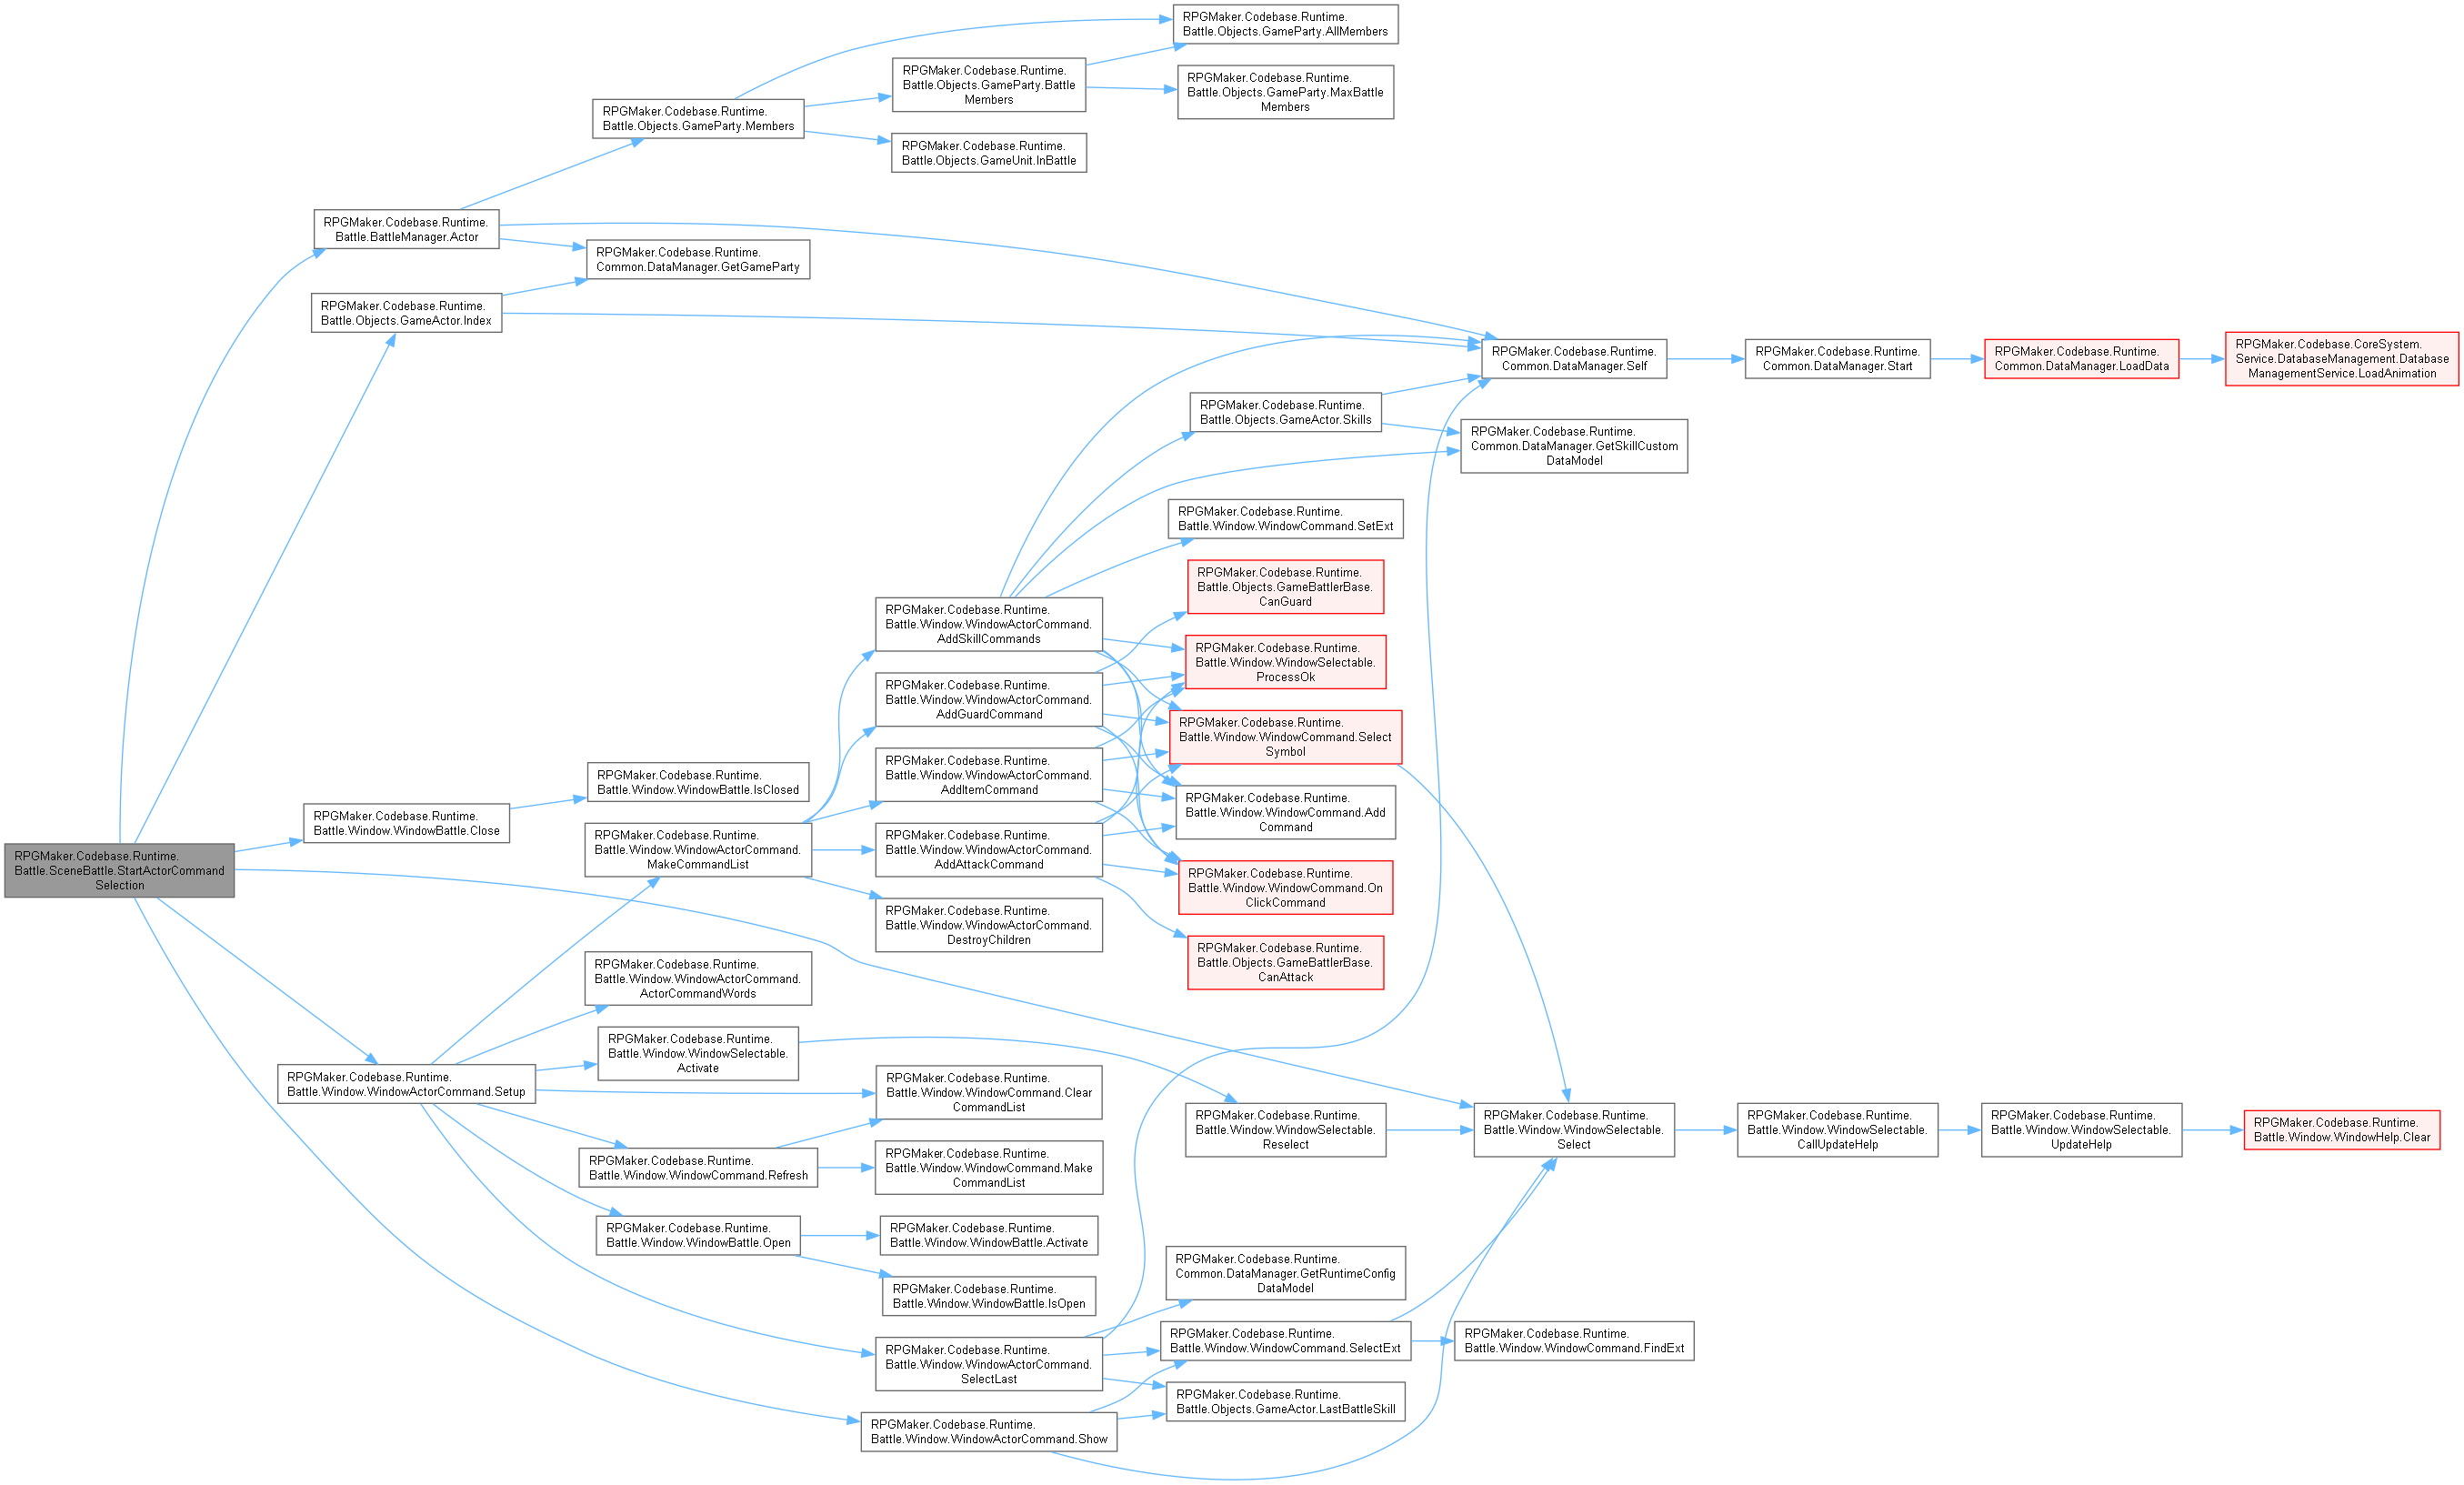 RPGMaker.Codebase.Runtime.
Battle.SceneBattle.StartActorCommand
Selection
RPGMaker.Codebase.Runtime.
Battle.BattleManager.Actor
RPGMaker.Codebase.Runtime.
Battle.Objects.GameActor.Index
RPGMaker.Codebase.Runtime.
Battle.Window.WindowBattle.Close
RPGMaker.Codebase.Runtime.
Battle.Window.WindowActorCommand.Setup
RPGMaker.Codebase.Runtime.
Battle.Objects.GameParty.Members
RPGMaker.Codebase.Runtime.
Common.DataManager.GetGameParty
RPGMaker.Codebase.Runtime.
Battle.Window.WindowBattle.IsClosed
RPGMaker.Codebase.Runtime.
Battle.Window.WindowActorCommand.
MakeCommandList
RPGMaker.Codebase.Runtime.
Battle.Window.WindowActorCommand.
ActorCommandWords
RPGMaker.Codebase.Runtime.
Battle.Window.WindowSelectable.
Activate
RPGMaker.Codebase.Runtime.
Battle.Window.WindowCommand.Refresh
RPGMaker.Codebase.Runtime.
Battle.Window.WindowBattle.Open
RPGMaker.Codebase.Runtime.
Battle.Objects.GameParty.Battle
Members
RPGMaker.Codebase.Runtime.
Battle.Objects.GameUnit.InBattle
RPGMaker.Codebase.Runtime.
Battle.Window.WindowActorCommand.
AddSkillCommands
RPGMaker.Codebase.Runtime.
Battle.Window.WindowActorCommand.
AddGuardCommand
RPGMaker.Codebase.Runtime.
Battle.Window.WindowActorCommand.
AddItemCommand
RPGMaker.Codebase.Runtime.
Battle.Window.WindowActorCommand.
AddAttackCommand
RPGMaker.Codebase.Runtime.
Battle.Window.WindowActorCommand.
DestroyChildren
RPGMaker.Codebase.Runtime.
Battle.Window.WindowCommand.Clear
CommandList
RPGMaker.Codebase.Runtime.
Battle.Window.WindowCommand.Make
CommandList
RPGMaker.Codebase.Runtime.
Battle.Window.WindowBattle.Activate
RPGMaker.Codebase.Runtime.
Battle.Window.WindowBattle.IsOpen
RPGMaker.Codebase.Runtime.
Battle.Window.WindowActorCommand.
SelectLast
RPGMaker.Codebase.Runtime.
Battle.Window.WindowActorCommand.Show
RPGMaker.Codebase.Runtime.
Battle.Objects.GameParty.AllMembers
RPGMaker.Codebase.Runtime.
Battle.Objects.GameParty.MaxBattle
Members
RPGMaker.Codebase.Runtime.
Battle.Objects.GameActor.Skills
RPGMaker.Codebase.Runtime.
Battle.Window.WindowCommand.SetExt
RPGMaker.Codebase.Runtime.
Battle.Objects.GameBattlerBase.
CanGuard
RPGMaker.Codebase.Runtime.
Battle.Window.WindowSelectable.
ProcessOk
RPGMaker.Codebase.Runtime.
Battle.Window.WindowCommand.Select
Symbol
RPGMaker.Codebase.Runtime.
Battle.Window.WindowCommand.Add
Command
RPGMaker.Codebase.Runtime.
Battle.Window.WindowCommand.On
ClickCommand
RPGMaker.Codebase.Runtime.
Battle.Objects.GameBattlerBase.
CanAttack
RPGMaker.Codebase.Runtime.
Battle.Window.WindowSelectable.
Reselect
RPGMaker.Codebase.Runtime.
Common.DataManager.GetRuntimeConfig
DataModel
RPGMaker.Codebase.Runtime.
Battle.Window.WindowCommand.SelectExt
RPGMaker.Codebase.Runtime.
Battle.Objects.GameActor.LastBattleSkill
RPGMaker.Codebase.Runtime.
Common.DataManager.Self
RPGMaker.Codebase.Runtime.
Common.DataManager.GetSkillCustom
DataModel
RPGMaker.Codebase.Runtime.
Battle.Window.WindowSelectable.
Select
RPGMaker.Codebase.Runtime.
Battle.Window.WindowCommand.FindExt
RPGMaker.Codebase.Runtime.
Common.DataManager.Start
RPGMaker.Codebase.Runtime.
Battle.Window.WindowSelectable.
CallUpdateHelp
RPGMaker.Codebase.Runtime.
Common.DataManager.LoadData
RPGMaker.Codebase.Runtime.
Battle.Window.WindowSelectable.
UpdateHelp
RPGMaker.Codebase.CoreSystem.
Service.DatabaseManagement.Database
ManagementService.LoadAnimation
RPGMaker.Codebase.Runtime.
Battle.Window.WindowHelp.Clear